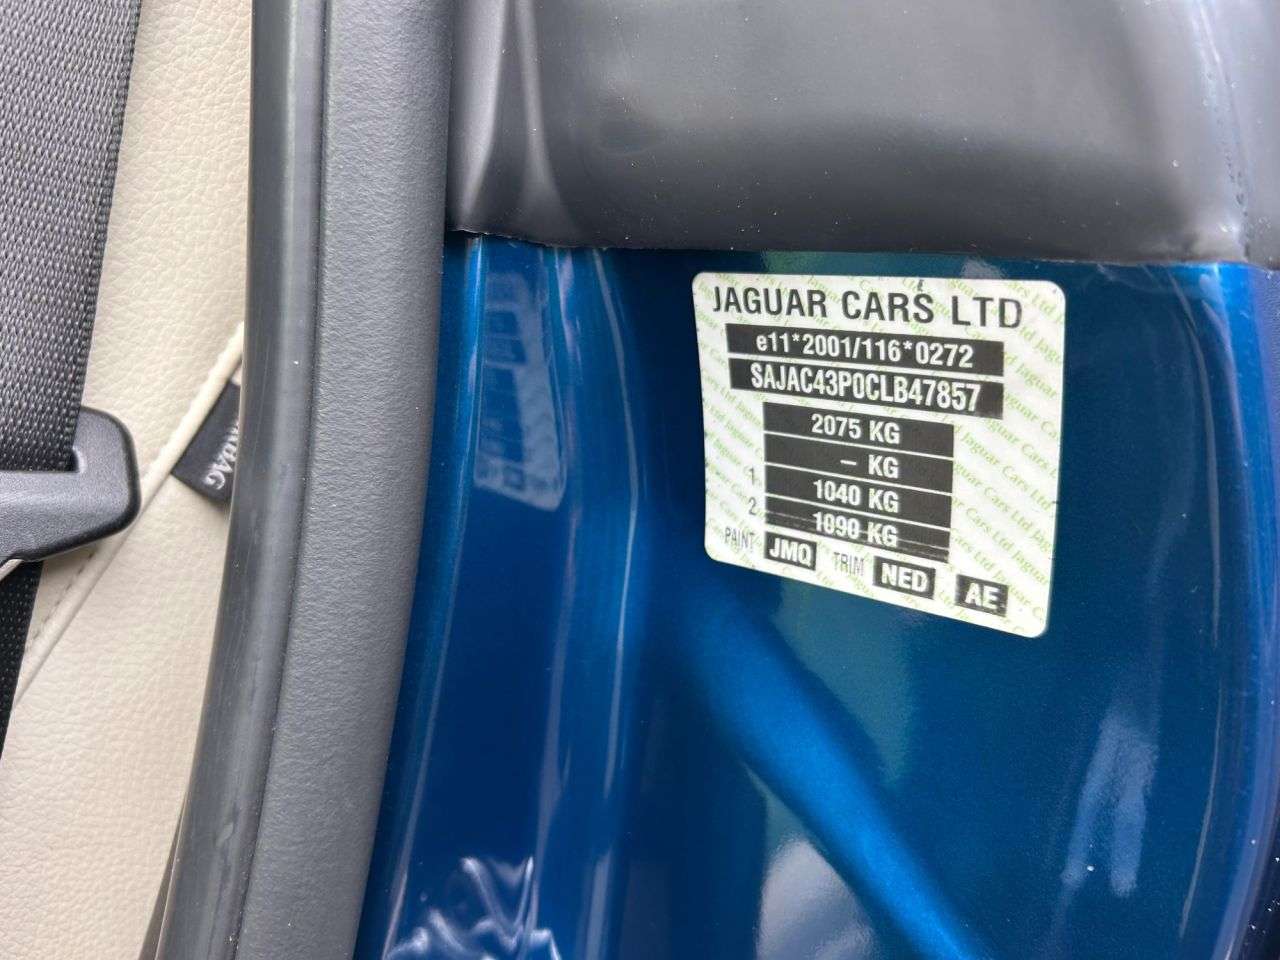 JAGUAR CARS LTD
e11*2001/116*0272
SAJAC43P0CLB47857
2075 KG
– KG
1 1040 KG
2 1090 KG
PAINT JMQ TRIM NED AE